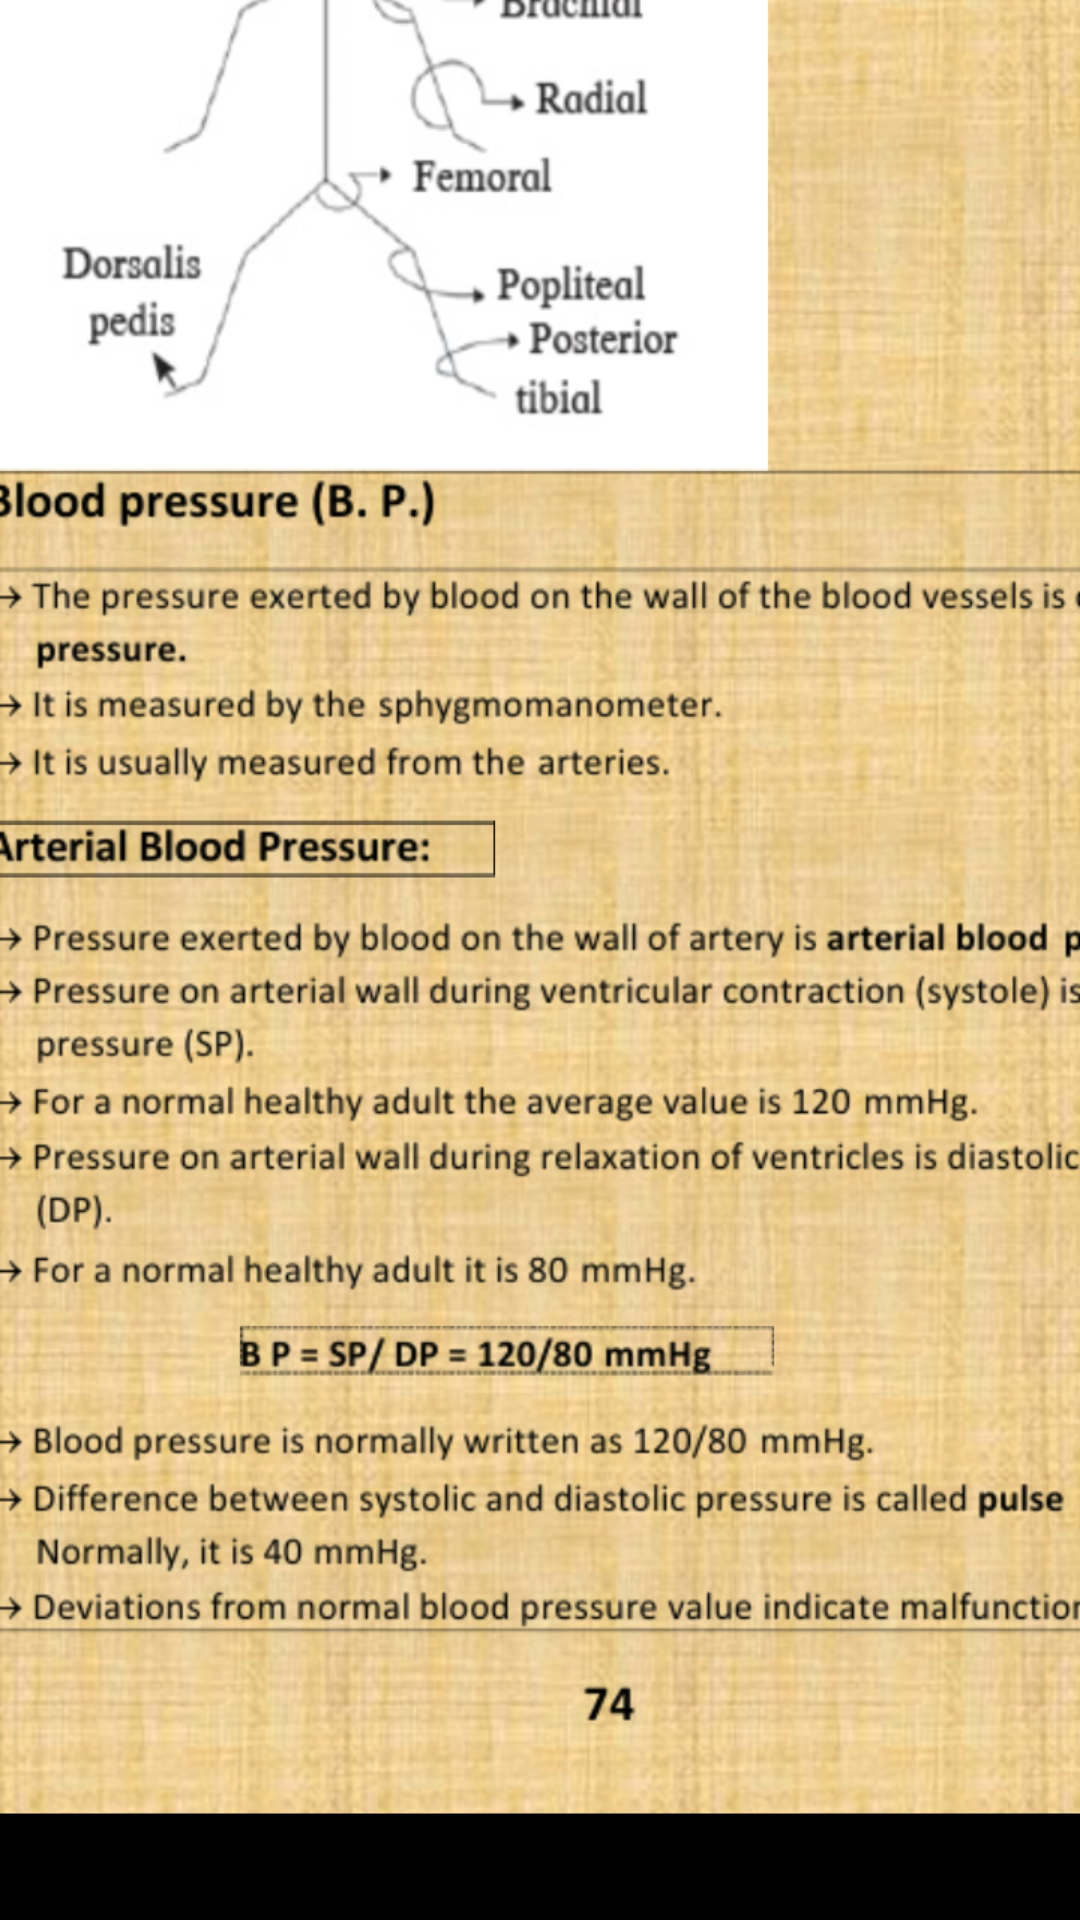 Brachial
Radial
Femoral
Dorsalis
pedis
Popliteal
Posterior
tibial
Blood pressure (B. P.)
→ The pressure exerted by blood on the wall of the blood vessels is
pressure.
→ It is measured by the sphygmomanometer.
→ It is usually measured from the arteries.
Arterial Blood Pressure:
→ Pressure exerted by blood on the wall of artery is arterial blood
→ Pressure on arterial wall during ventricular contraction (systole) is
pressure (SP).
→ For a normal healthy adult the average value is 120 mmHg.
→ Pressure on arterial wall during relaxation of ventricles is diastolic
(DP).
→ For a normal healthy adult it is 80 mmHg.
B P = SP/ DP = 120/80 mmHg
→ Blood pressure is normally written as 120/80 mmHg.
→ Difference between systolic and diastolic pressure is called pulse
Normally, it is 40 mmHg.
→ Deviations from normal blood pressure value indicate malfunction
74